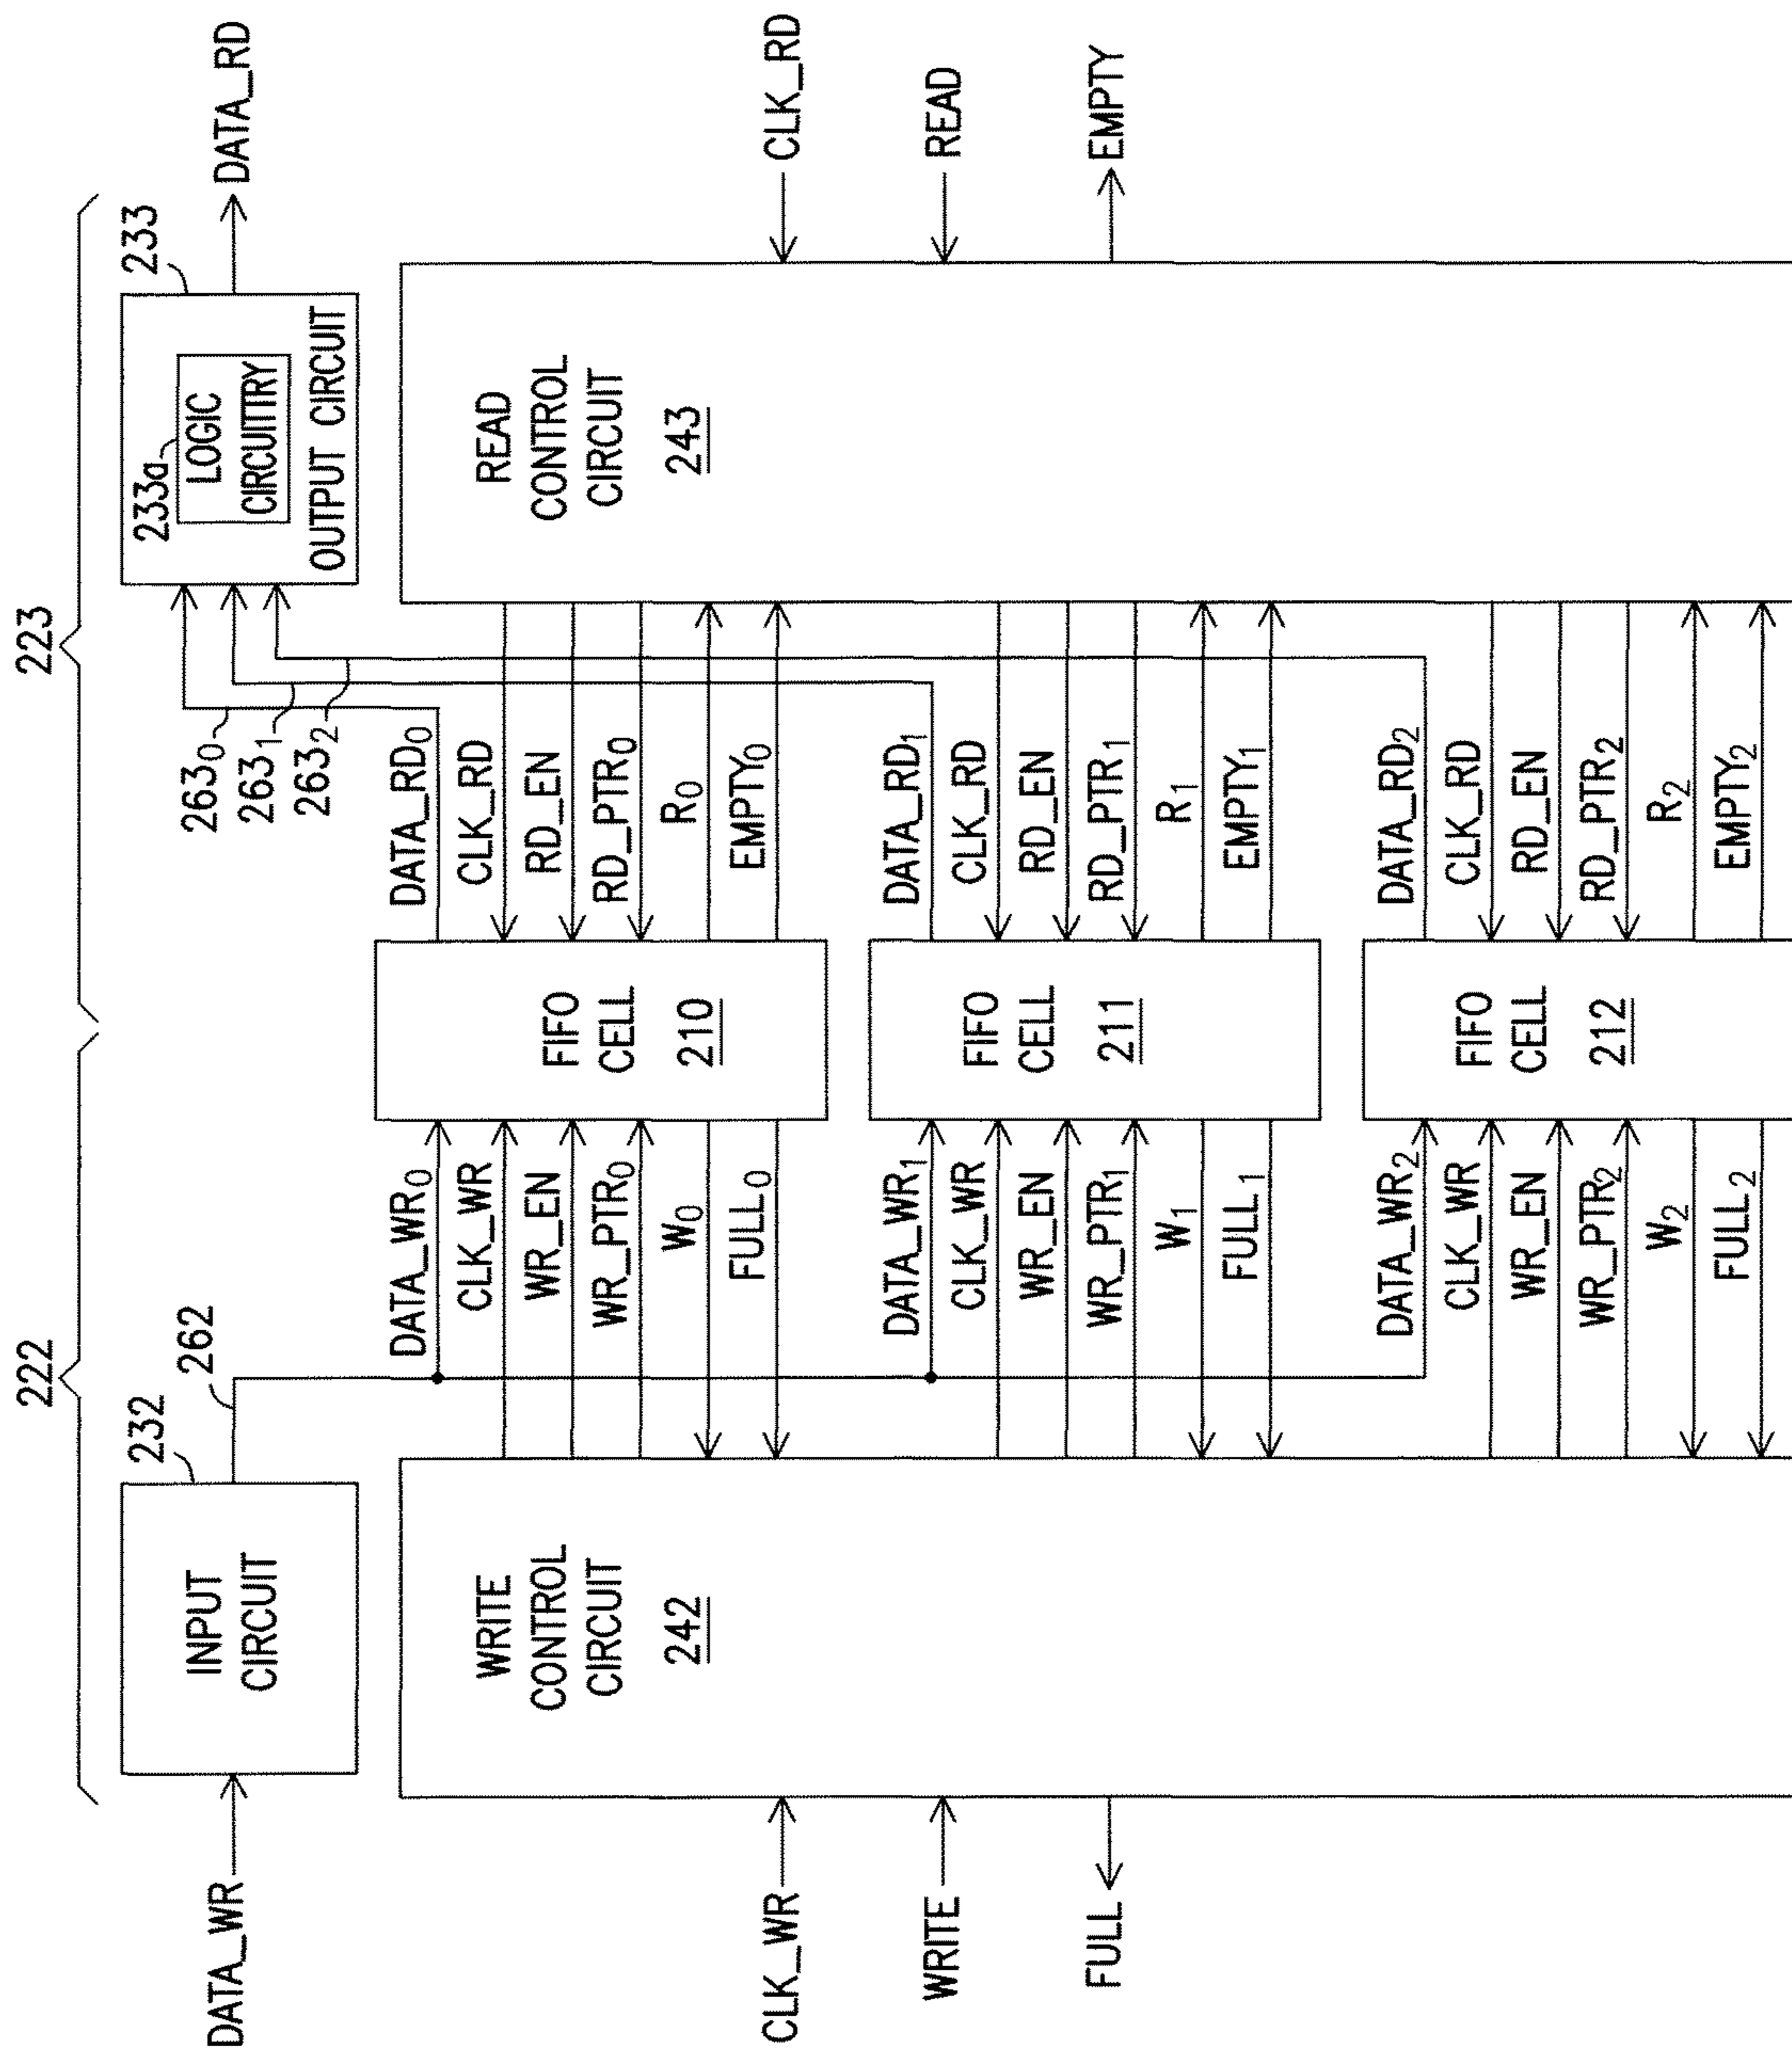 222
223
DATA_WR
INPUT
CIRCUIT
232
262
263₀
263₁
263₂
233a
LOGIC
CIRCUITTRY
OUTPUT CIRCUIT
233
DATA_RD
CLK_WR
WRITE
FULL
WRITE
CONTROL
CIRCUIT
242
DATA_WR₀
CLK_WR
WR_EN
WR_PTR₀
W₀
FULL₀
FIFO
CELL
210
DATA_RD₀
CLK_RD
RD_EN
RD_PTR₀
R₀
EMPTY₀
DATA_WR₁
CLK_WR
WR_EN
WR_PTR₁
W₁
FULL₁
FIFO
CELL
211
DATA_RD₁
CLK_RD
RD_EN
RD_PTR₁
R₁
EMPTY₁
DATA_WR₂
CLK_WR
WR_EN
WR_PTR₂
W₂
FULL₂
FIFO
CELL
212
DATA_RD₂
CLK_RD
RD_EN
RD_PTR₂
R₂
EMPTY₂
READ
CONTROL
CIRCUIT
243
CLK_RD
READ
EMPTY